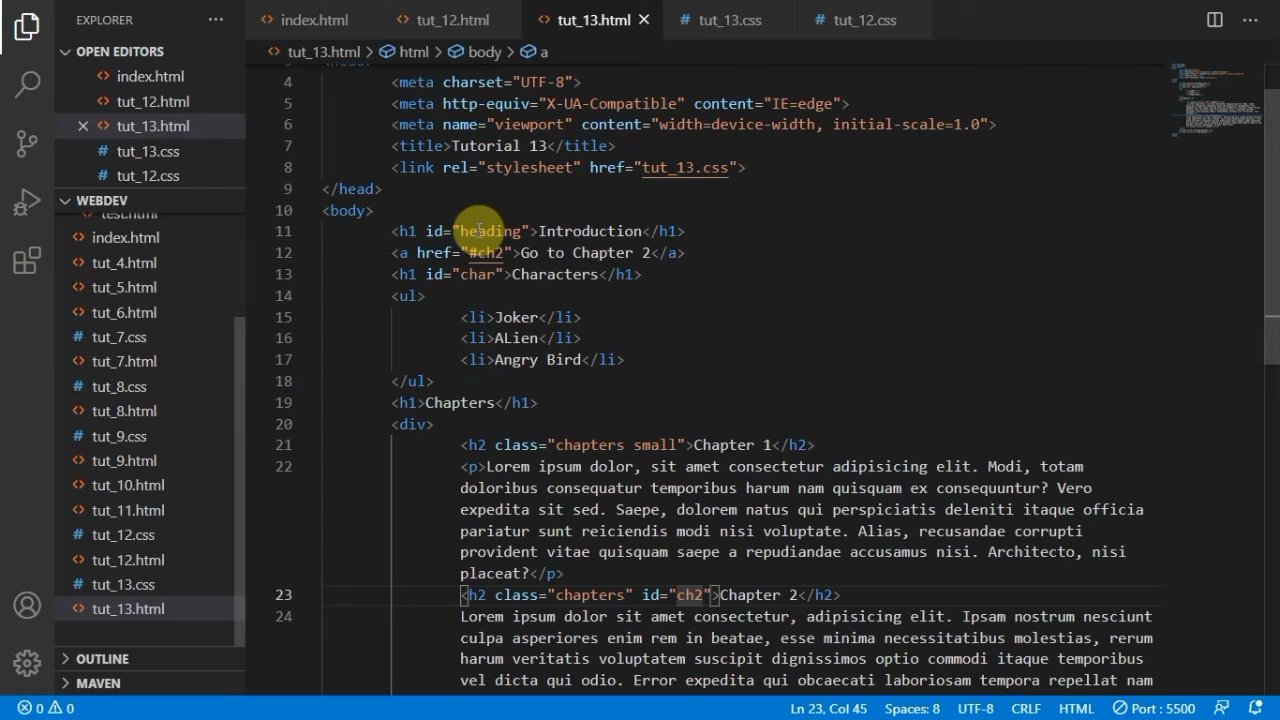 EXPLORER
index.html
tut_12.html
tut_13.html
tut_13.css
tut_12.css
OPEN EDITORS
index.html
tut_12.html
tut_13.html
tut_13.css
tut_12.css
WEBDEV
test.html
index.html
tut_4.html
tut_5.html
tut_6.html
tut_7.css
tut_7.html
tut_8.css
tut_8.html
tut_9.css
tut_9.html
tut_10.html
tut_11.html
tut_12.css
tut_12.html
tut_13.css
tut_13.html
OUTLINE
MAVEN
tut_13.html > html > body > a
4 <meta charset="UTF-8">
5 <meta http-equiv="X-UA-Compatible" content="IE=edge">
6 <meta name="viewport" content="width=device-width, initial-scale=1.0">
7 <title>Tutorial 13</title>
8 <link rel="stylesheet" href="tut_13.css">
9 </head>
10 <body>
11 <h1 id="heading">Introduction</h1>
12 <a href="#ch2">Go to Chapter 2</a>
13 <h1 id="char">Characters</h1>
14 <ul>
15 <li>Joker</li>
16 <li>ALien</li>
17 <li>Angry Bird</li>
18 </ul>
19 <h1>Chapters</h1>
20 <div>
21 <h2 class="chapters small">Chapter 1</h2>
22 <p>Lorem ipsum dolor, sit amet consectetur adipisicing elit. Modi, totam
doloribus consequatur temporibus harum nam quisquam ex consequuntur? Vero
expedita sit sed. Saepe, dolorem natus qui perspiciatis deleniti itaque officia
pariatur sunt reiciendis modi nisi voluptate. Alias, recusandae corrupti
provident vitae quisquam saepe a repudiandae accusamus nisi. Architecto, nisi
placeat?</p>
23 <h2 class="chapters" id="ch2">Chapter 2</h2>
24 Lorem ipsum dolor sit amet consectetur, adipisicing elit. Ipsam nostrum nesciunt
culpa asperiores enim rem in beatae, esse minima necessitatibus molestias, rerum
harum veritatis voluptatem suscipit dignissimos optio commodi itaque temporibus
vel dicta qui odio. Error expedita qui obcaecati laboriosam tempora repellat nam
0 0
Ln 23, Col 45
Spaces: 8
UTF-8
CRLF
HTML
Port : 5500